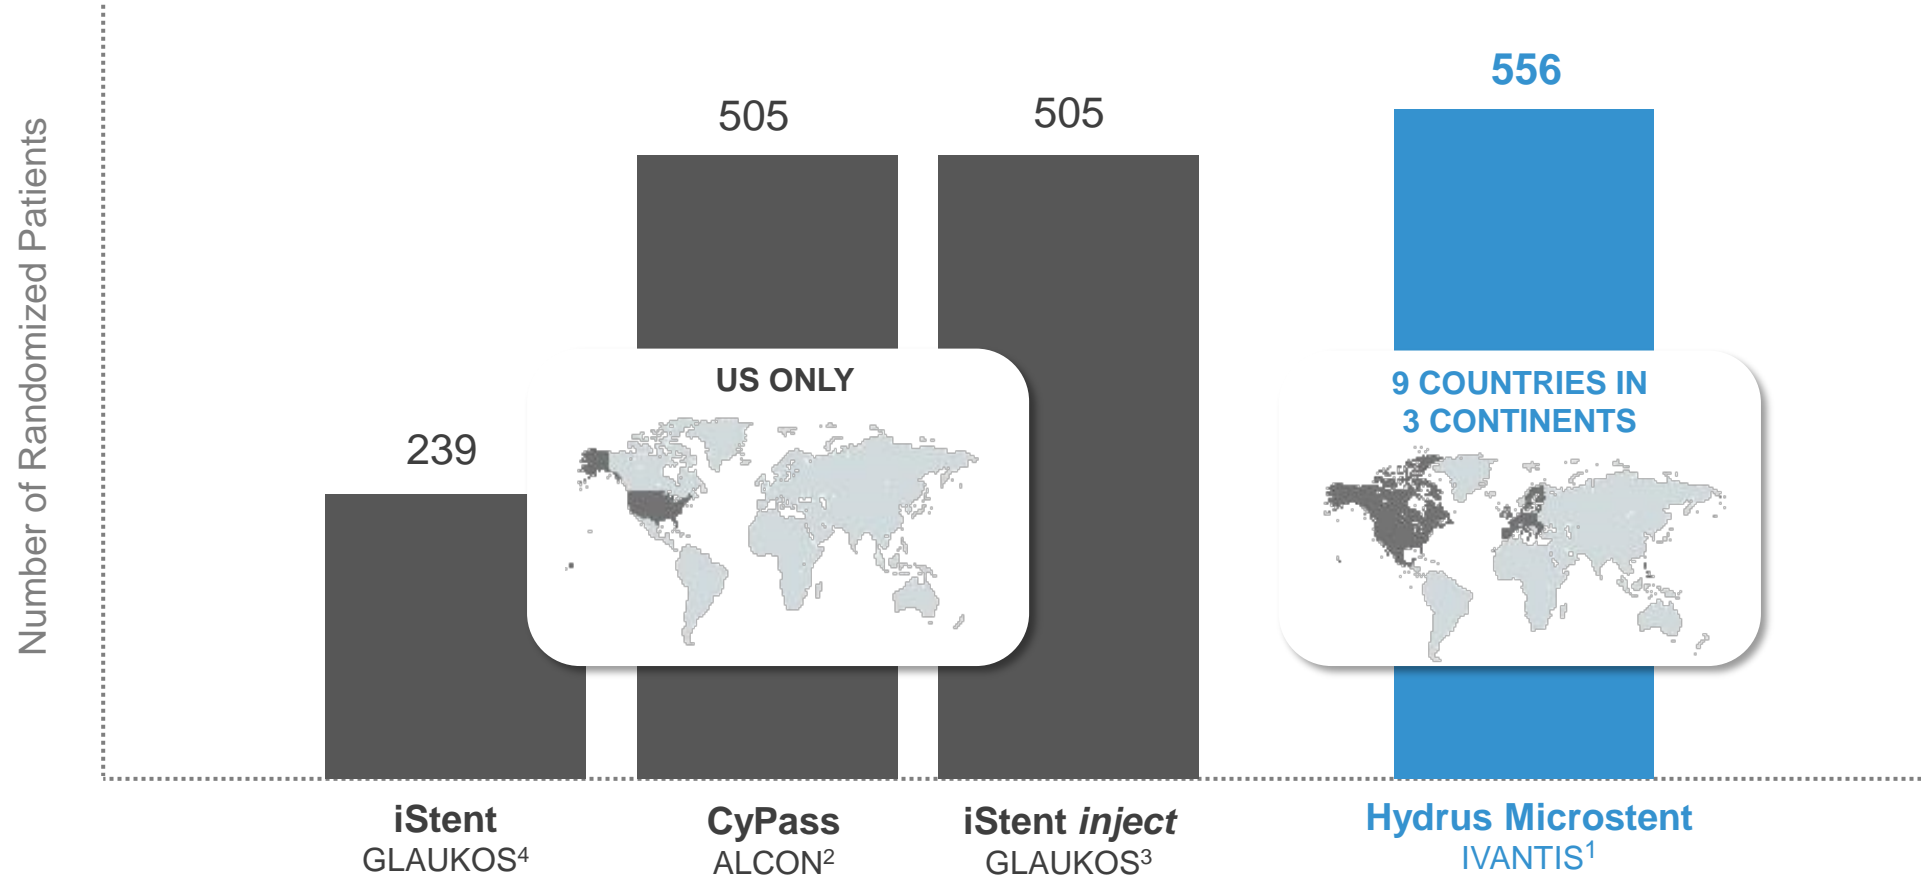 Number of Randomized Patients
239
505
505
556
US ONLY
9 COUNTRIES IN
3 CONTINENTS
iStent
GLAUKOS⁴
CyPass
ALCON²
iStent inject
GLAUKOS³
Hydrus Microstent
IVANTIS¹